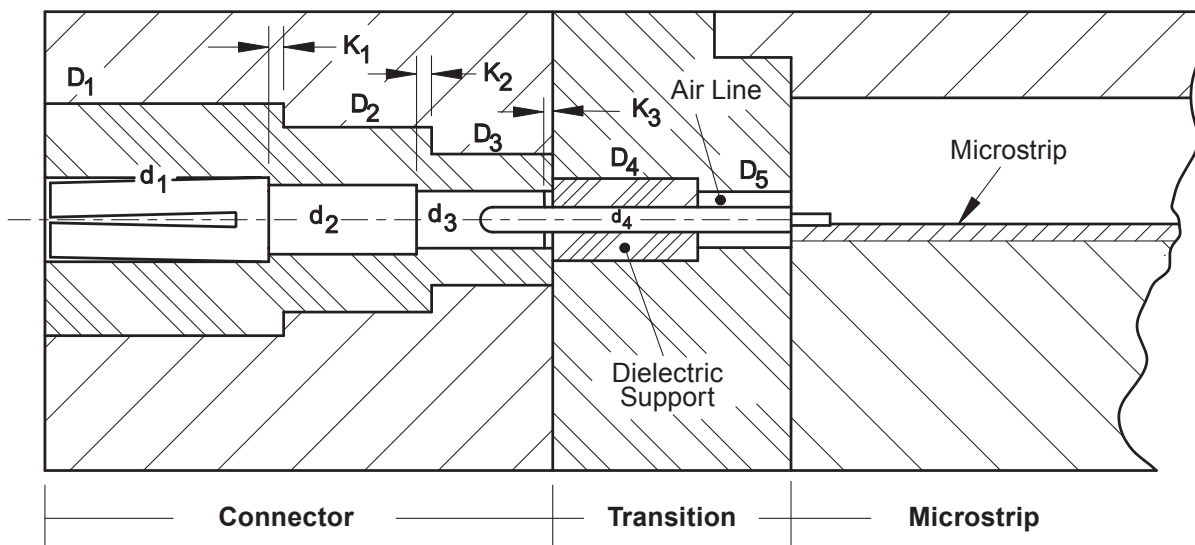 K1
D1
K2
Air Line
D2
K3
D3
Microstrip
D4
D5
d1
d2
d3
d4
Dielectric
Support
Connector
Transition
Microstrip